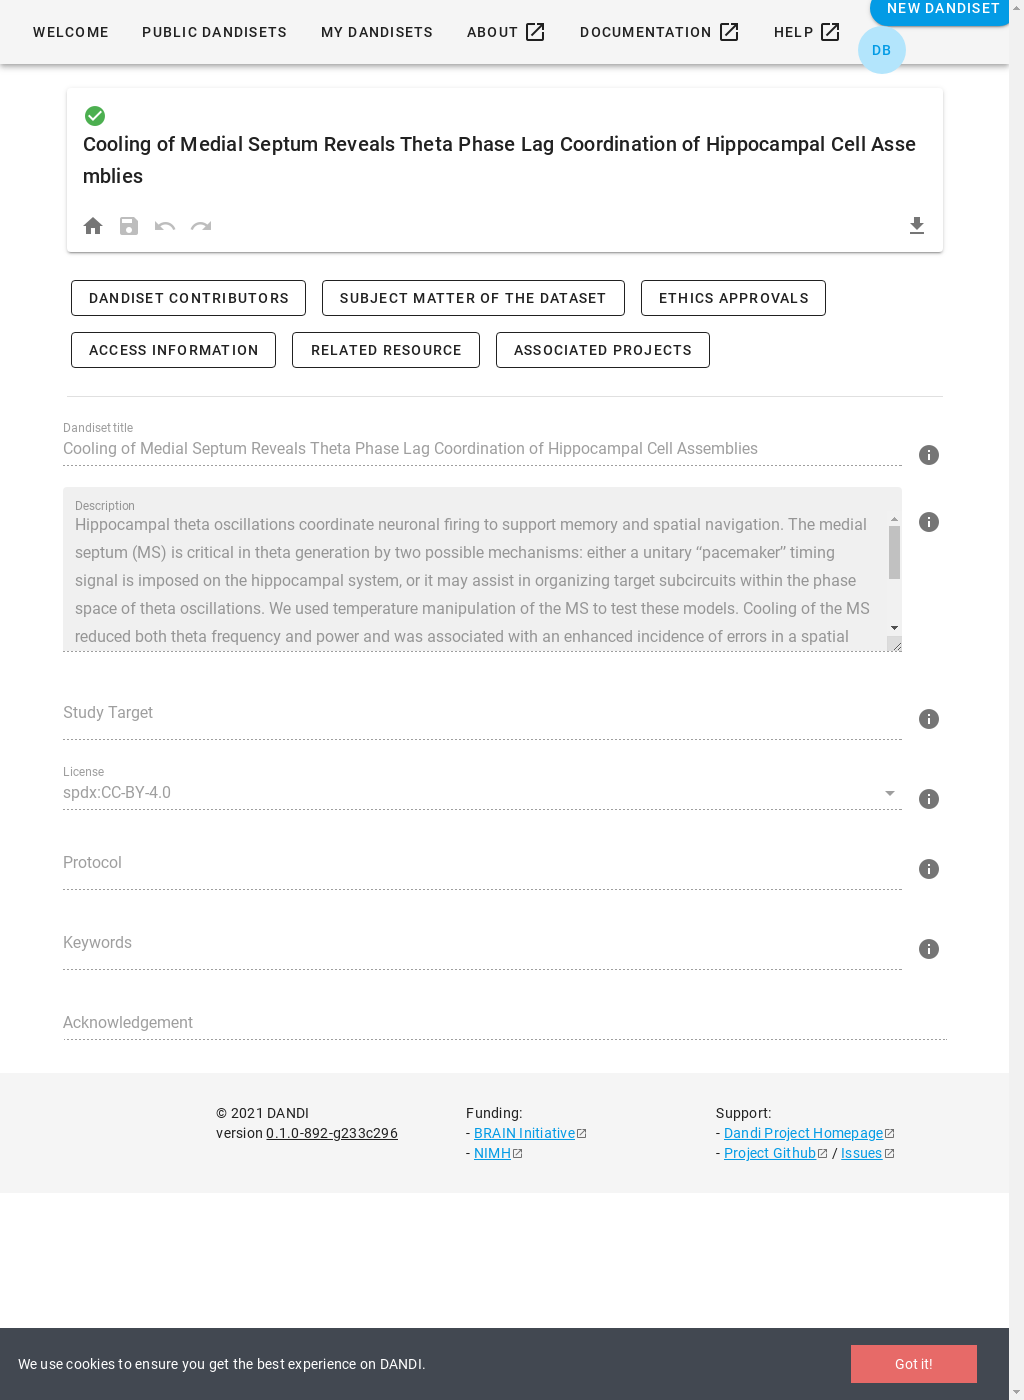 WELCOME
PUBLIC DANDISETS
MY DANDISETS
ABOUT
DOCUMENTATION
HELP
NEW DANDISET
DB
Cooling of Medial Septum Reveals Theta Phase Lag Coordination of Hippocampal Cell Asse
mblies
DANDISET CONTRIBUTORS
SUBJECT MATTER OF THE DATASET
ETHICS APPROVALS
ACCESS INFORMATION
RELATED RESOURCE
ASSOCIATED PROJECTS
Dandiset title
Cooling of Medial Septum Reveals Theta Phase Lag Coordination of Hippocampal Cell Assemblies
Description
Hippocampal theta oscillations coordinate neuronal firing to support memory and spatial navigation. The medial
septum (MS) is critical in theta generation by two possible mechanisms: either a unitary “pacemaker” timing
signal is imposed on the hippocampal system, or it may assist in organizing target subcircuits within the phase
space of theta oscillations. We used temperature manipulation of the MS to test these models. Cooling of the MS
reduced both theta frequency and power and was associated with an enhanced incidence of errors in a spatial
Study Target
License
spdx:CC-BY-4.0
Protocol
Keywords
Acknowledgement
© 2021 DANDI
version 0.1.0-892-g233c296
Funding:
- BRAIN Initiative
- NIMH
Support:
- Dandi Project Homepage
- Project Github / Issues
We use cookies to ensure you get the best experience on DANDI.
Got it!